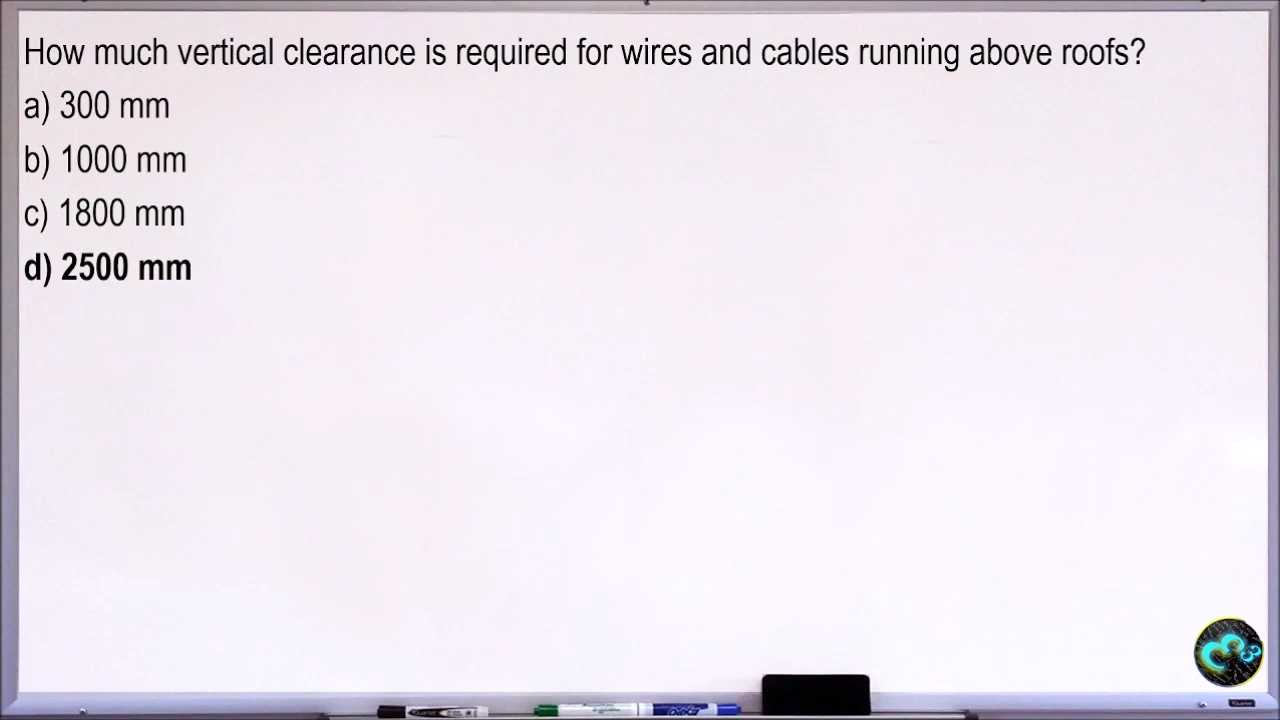 How much vertical clearance is required for wires and cables running above roofs?
a) 300 mm
b) 1000 mm
c) 1800 mm
d) 2500 mm